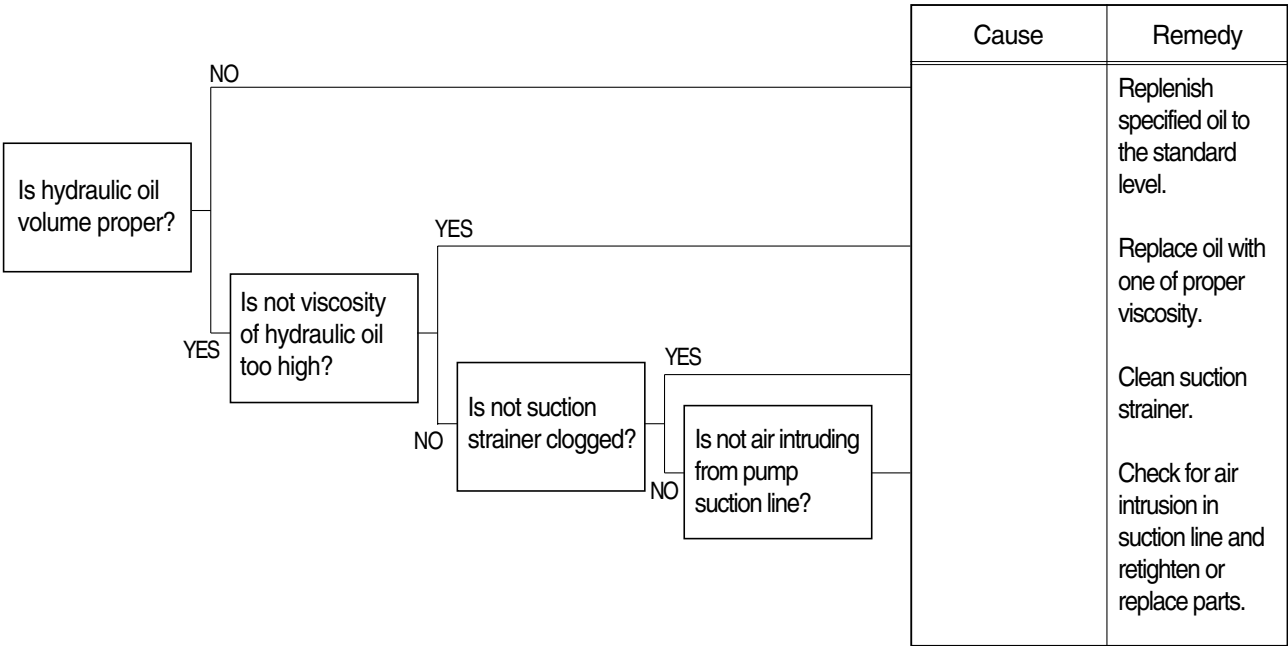 Cause
Remedy
NO
Is hydraulic oil
volume proper?
YES
Is not viscosity
of hydraulic oil
too high?
YES
NO
Is not suction
strainer clogged?
YES
NO
Is not air intruding
from pump
suction line?
Replenish
specified oil to
the standard
level.
Replace oil with
one of proper
viscosity.
Clean suction
strainer.
Check for air
intrusion in
suction line and
retighten or
replace parts.